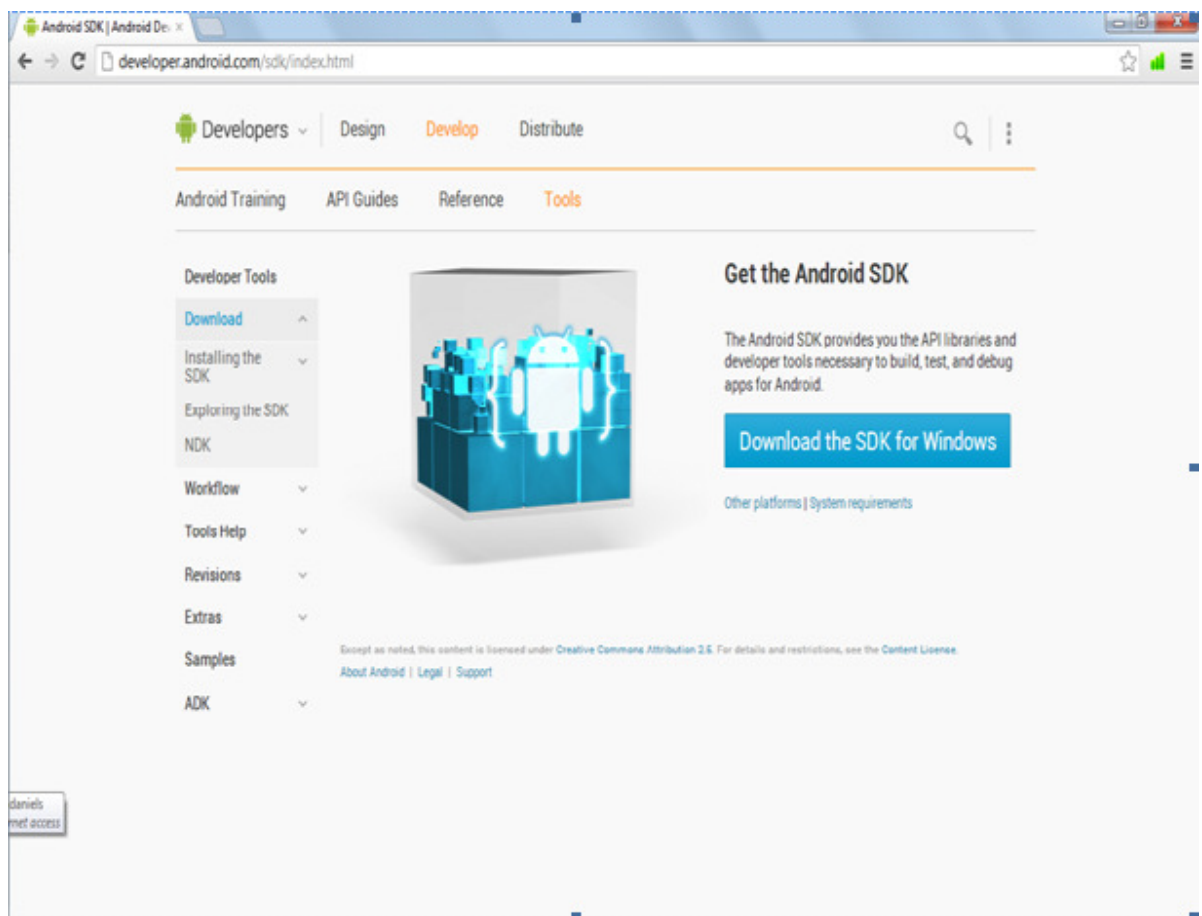 Android SDK | Android De
developer.android.com/sdk/index.html
Developers
Design
Develop
Distribute
Android Training
API Guides
Reference
Tools
Developer Tools
Download
Installing the
SDK
Exploring the SDK
NDK
Workflow
Tools Help
Revisions
Extras
Samples
ADK
Get the Android SDK
The Android SDK provides you the API libraries and
developer tools necessary to build, test, and debug
apps for Android.
Download the SDK for Windows
Other platforms | System requirements
Except as noted, this content is licensed under Creative Commons Attribution 2.5. For details and restrictions, see the Content License.
About Android | Legal | Support
daniels
rnet access